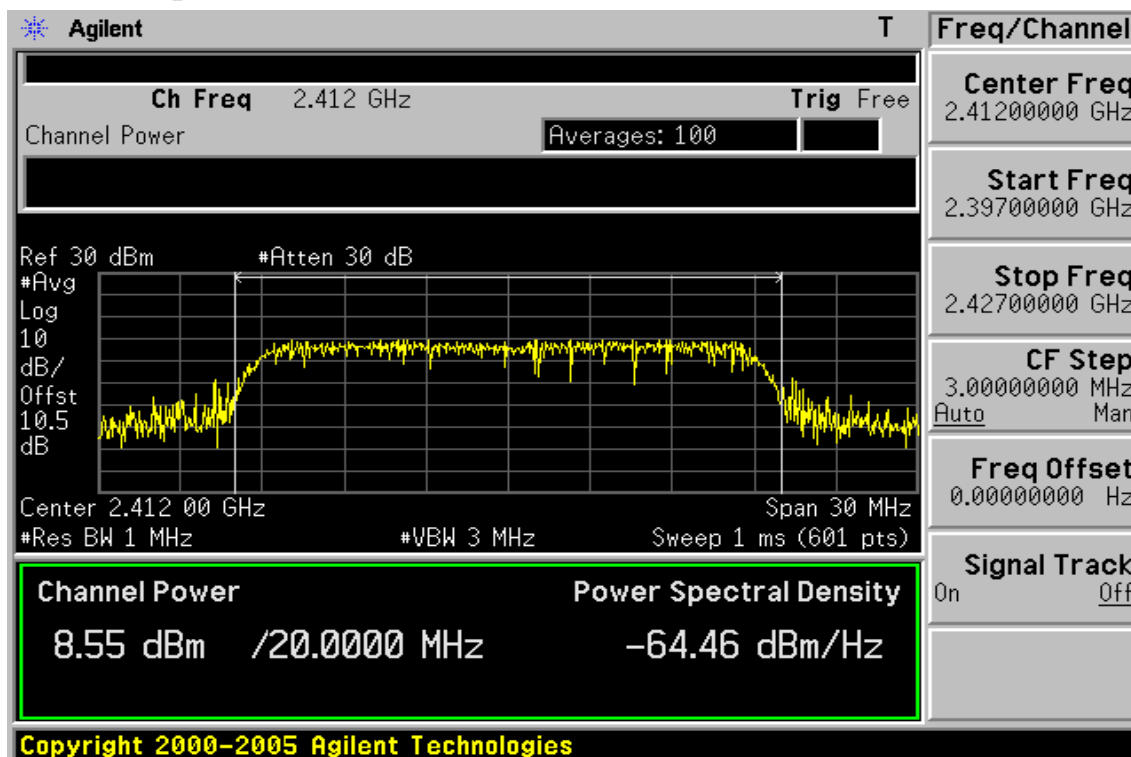 Agilent T Freq/Channel
Ch Freq 2.412 GHz Trig Free
Channel Power Averages: 100
Ref 30 dBm #Atten 30 dB
#Avg
Log
10
dB/
Offst
10.5
dB
Center 2.412 00 GHz Span 30 MHz
#Res BW 1 MHz #VBW 3 MHz Sweep 1 ms (601 pts)
Channel Power Power Spectral Density
8.55 dBm /20.0000 MHz -64.46 dBm/Hz
Copyright 2000-2005 Agilent Technologies
Center Freq
2.41200000 GHz
Start Freq
2.39700000 GHz
Stop Freq
2.42700000 GHz
CF Step
3.00000000 MHz
Auto Man
Freq Offset
0.00000000 Hz
Signal Track
On Off